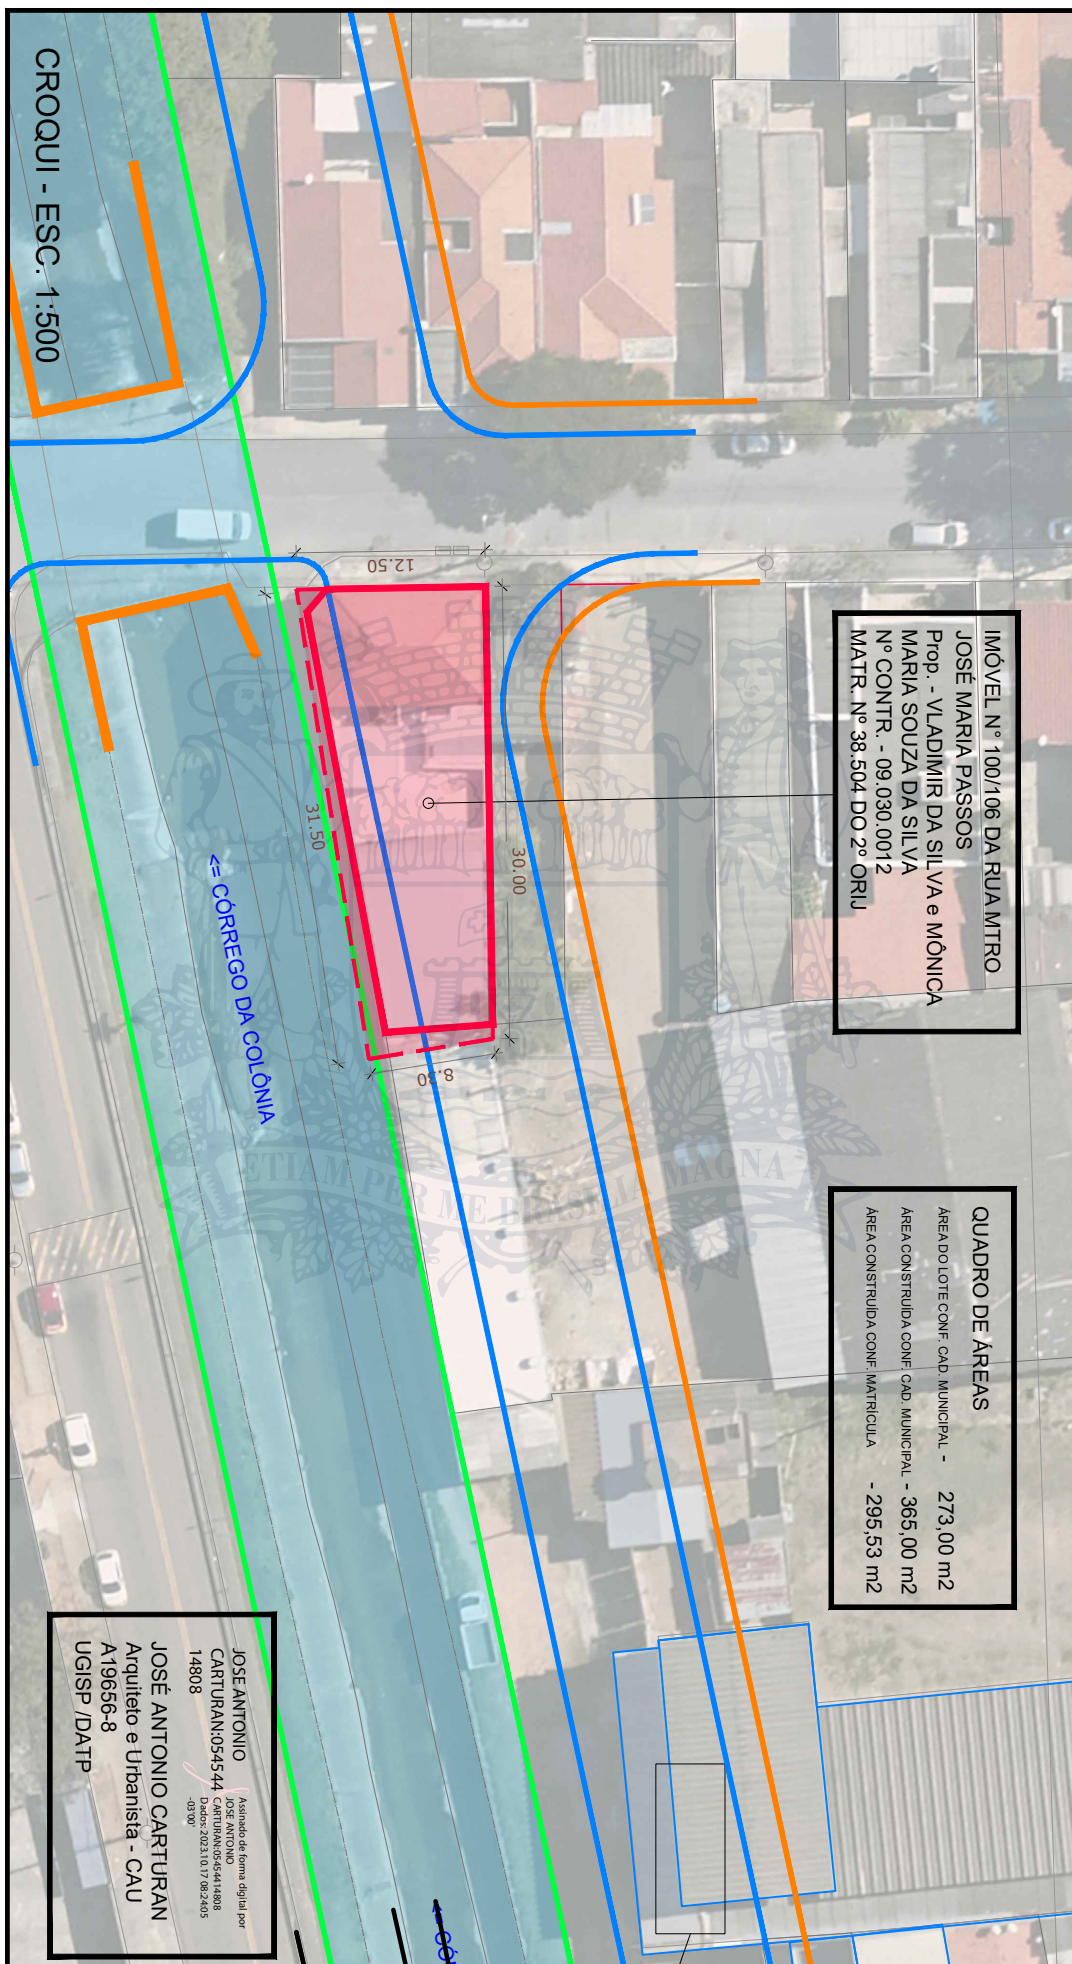 IMÓVEL N° 100/106 DA RUA MTRO
JOSÉ MARIA PASSOS
Prop. - VLADIMIR DA SILVA e MÔNICA
MARIA SOUZA DA SILVA
Nº CONTR. - 09.030.0012
MATR. Nº 38.504 DO 2º ORIJ
QUADRO DE ÁREAS
ÁREA DO LOTE CONF. CAD. MUNICIPAL - 273,00 m2
ÁREA CONSTRUÍDA CONF. CAD. MUNICIPAL - 365,00 m2
ÁREA CONSTRUÍDA CONF. MATRÍCULA - 295,53 m2
12.50
30.00
31.50
8.30
<= CÓRREGO DA COLÔNIA
ETIAM PER ME BRASILIA MAGNA
<= CÓ
CROQUI - ESC. 1:500
JOSE ANTONIO
CARTURAN:054544
14808
Assinado de forma digital por
JOSE ANTONIO
CARTURAN:05454414808
Dados: 2023.10.17 08:24:05
-03'00'
JOSÉ ANTONIO CARTURAN
Arquiteto e Urbanista - CAU
A19656-8
UGISP /DATP